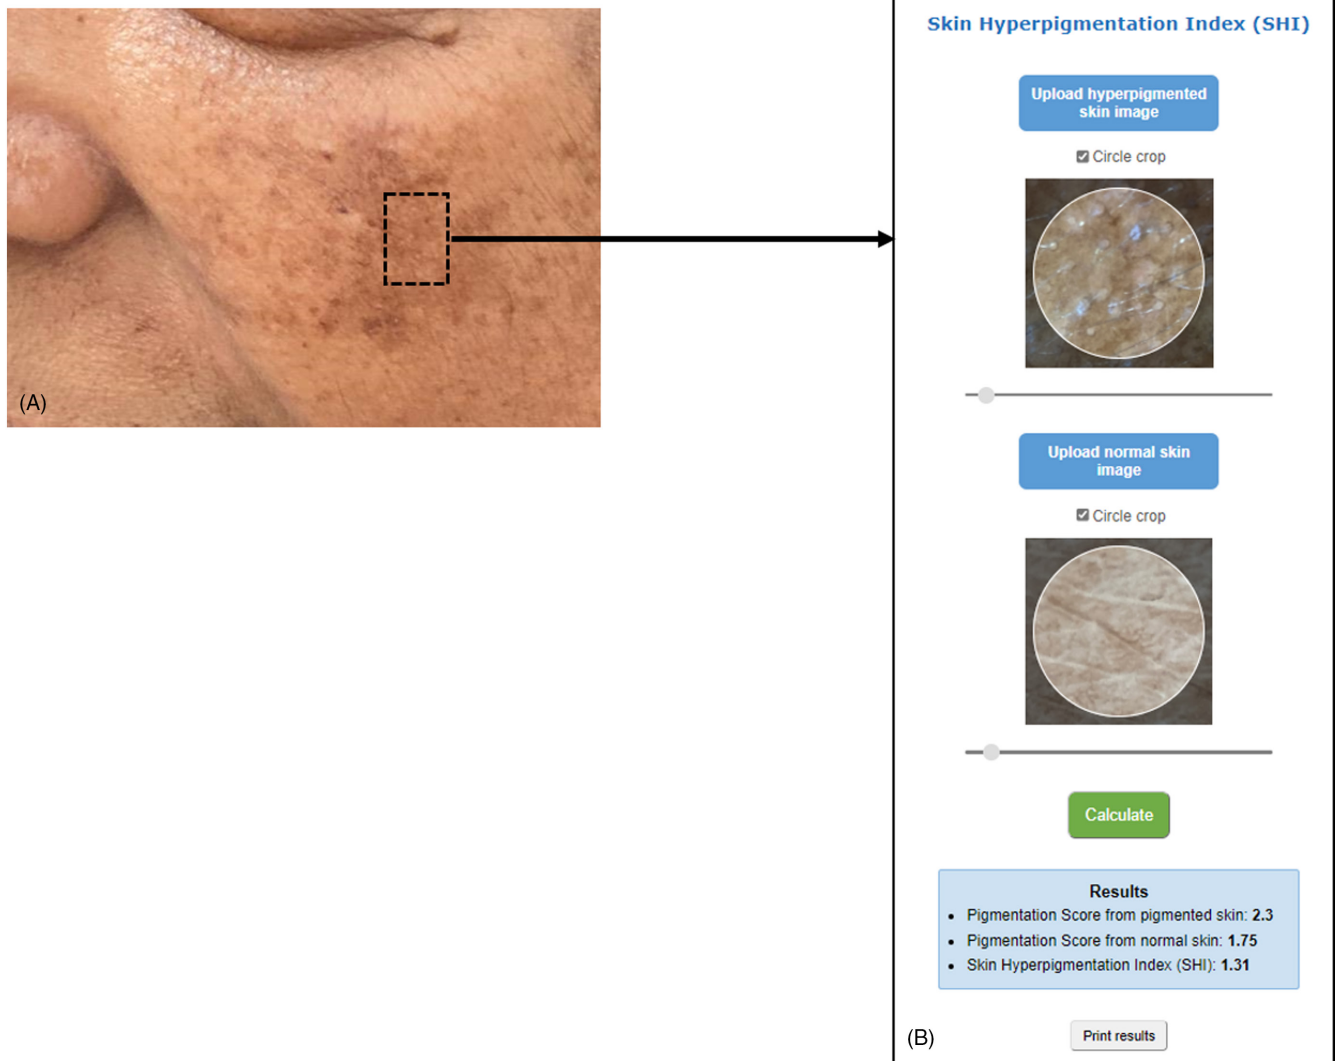 (A)
Skin Hyperpigmentation Index (SHI)
Upload hyperpigmented
skin image
Circle crop
Upload normal skin
image
Circle crop
Calculate
Results
• Pigmentation Score from pigmented skin: 2.3
• Pigmentation Score from normal skin: 1.75
• Skin Hyperpigmentation Index (SHI): 1.31
Print results
(B)